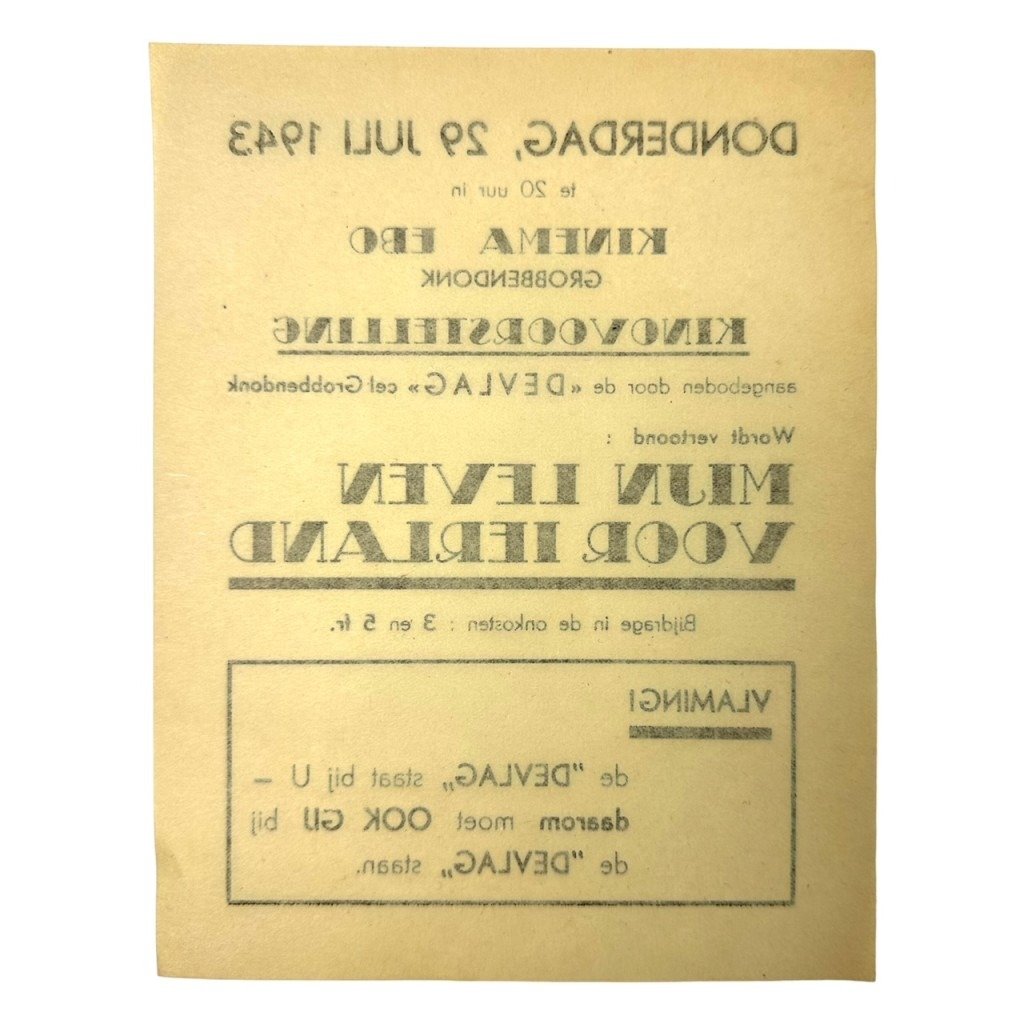 DONDERDAG, 29 JULI 1943
te 20 uur in
KINEMA EBO
GROBBENDONK
KINOVOORSTELLING
aangeboden door de « DEVLAG » cel Grobbendonk
Wordt vertoond :
MIJN LEVEN
VOOR IERLAND
Bijdrage in de onkosten : 3 en 5 fr.
VLAMING!
de "DEVLAG„ staat bij U —
daarom moet OOK GIJ bij
de "DEVLAG„ staan.